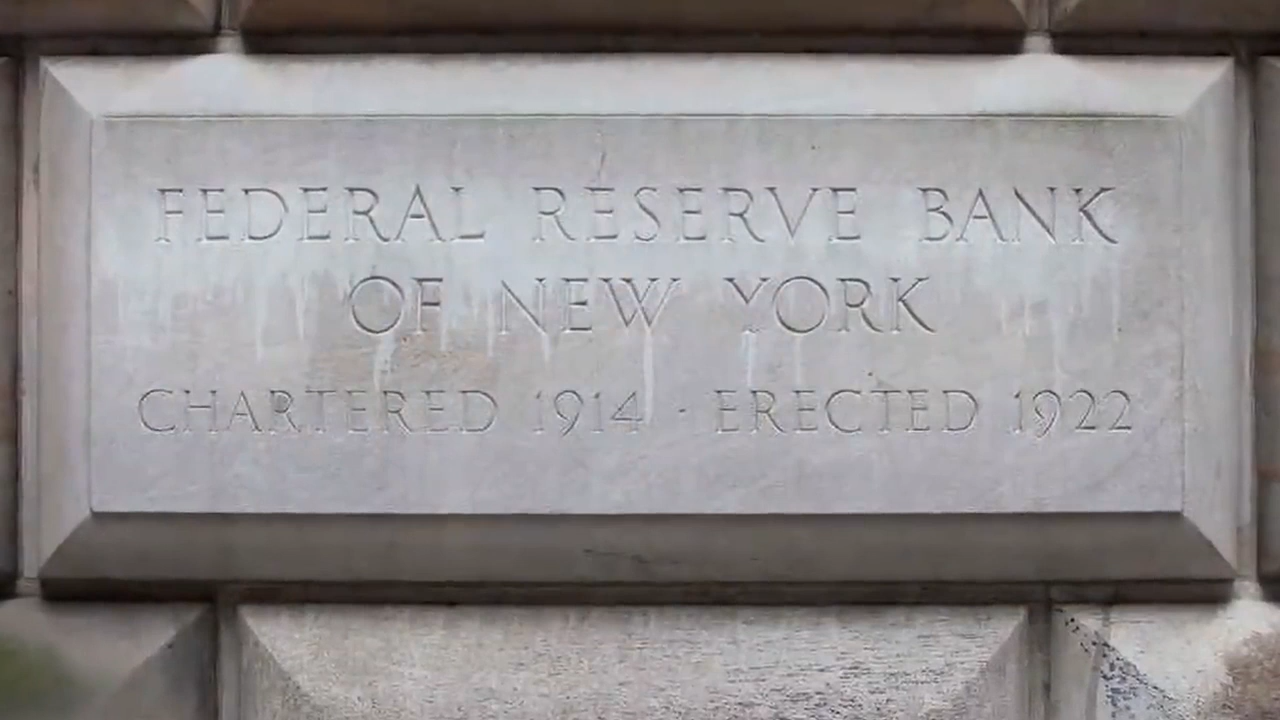 FEDERAL RESERVE BANK
OF NEW YORK
CHARTERED 1914 · ERECTED 1922